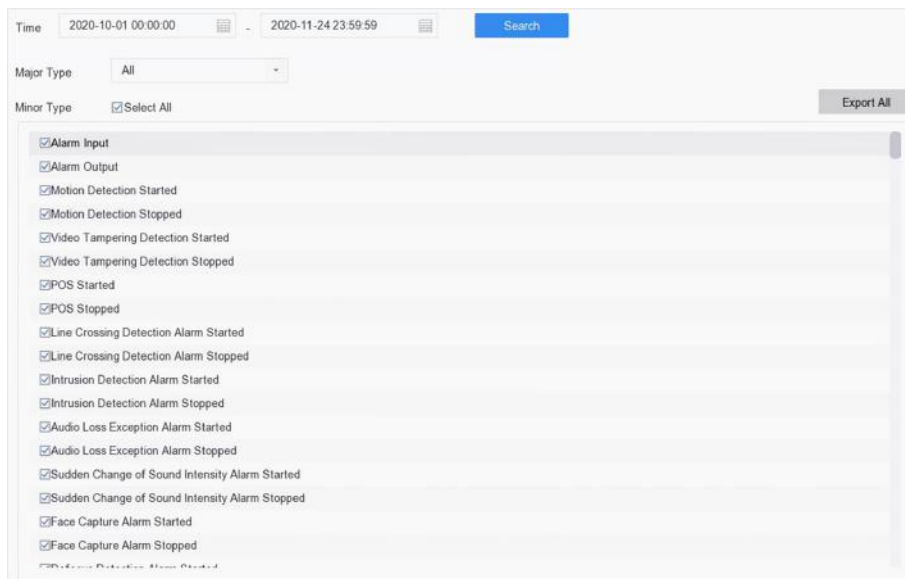 Time 2020-10-01 00:00:00 - 2020-11-24 23:59:59 Search
Major Type All
Minor Type Select All Export All
Alarm Input
Alarm Output
Motion Detection Started
Motion Detection Stopped
Video Tampering Detection Started
Video Tampering Detection Stopped
POS Started
POS Stopped
Line Crossing Detection Alarm Started
Line Crossing Detection Alarm Stopped
Intrusion Detection Alarm Started
Intrusion Detection Alarm Stopped
Audio Loss Exception Alarm Started
Audio Loss Exception Alarm Stopped
Sudden Change of Sound Intensity Alarm Started
Sudden Change of Sound Intensity Alarm Stopped
Face Capture Alarm Started
Face Capture Alarm Stopped
Defocus Detection Alarm Started